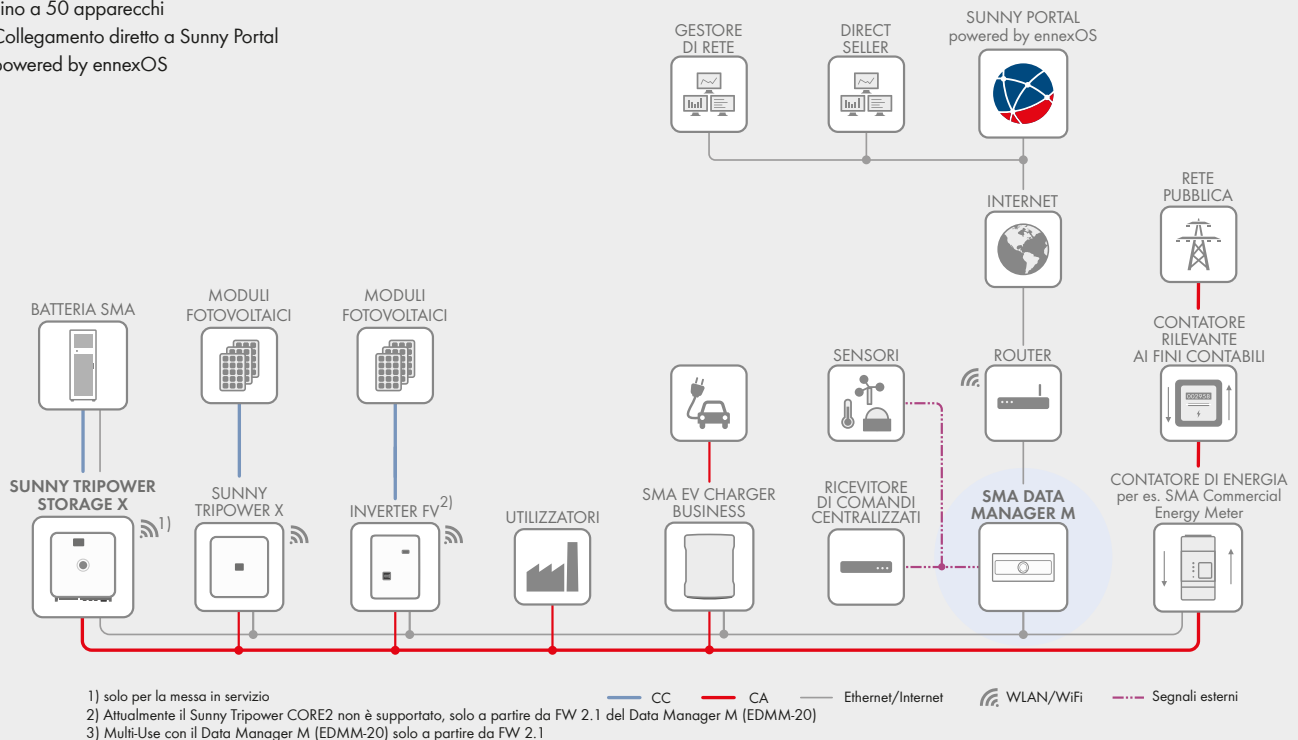 fino a 50 apparecchi
Collegamento diretto a Sunny Portal
powered by ennexOS
GESTORE
DI RETE
DIRECT
SELLER
SUNNY PORTAL
powered by ennexOS
INTERNET
RETE
PUBBLICA
BATTERIA SMA
MODULI
FOTOVOLTAICI
MODULI
FOTOVOLTAICI
SENSORI
ROUTER
CONTATORE
RILEVANTE
AI FINI CONTABILI
SUNNY TRIPOWER
STORAGE X
1)
SUNNY
TRIPOWER X
INVERTER FV2)
UTILIZZATORI
SMA EV CHARGER
BUSINESS
RICEVITORE
DI COMANDI
CENTRALIZZATI
SMA DATA
MANAGER M
CONTATORE DI ENERGIA
per es. SMA Commercial
Energy Meter
1) solo per la messa in servizio
CC
CA
Ethernet/Internet
WLAN/WiFi
Segnali esterni
2) Attualmente il Sunny Tripower CORE2 non è supportato, solo a partire da FW 2.1 del Data Manager M (EDMM-20)
3) Multi-Use con il Data Manager M (EDMM-20) solo a partire da FW 2.1